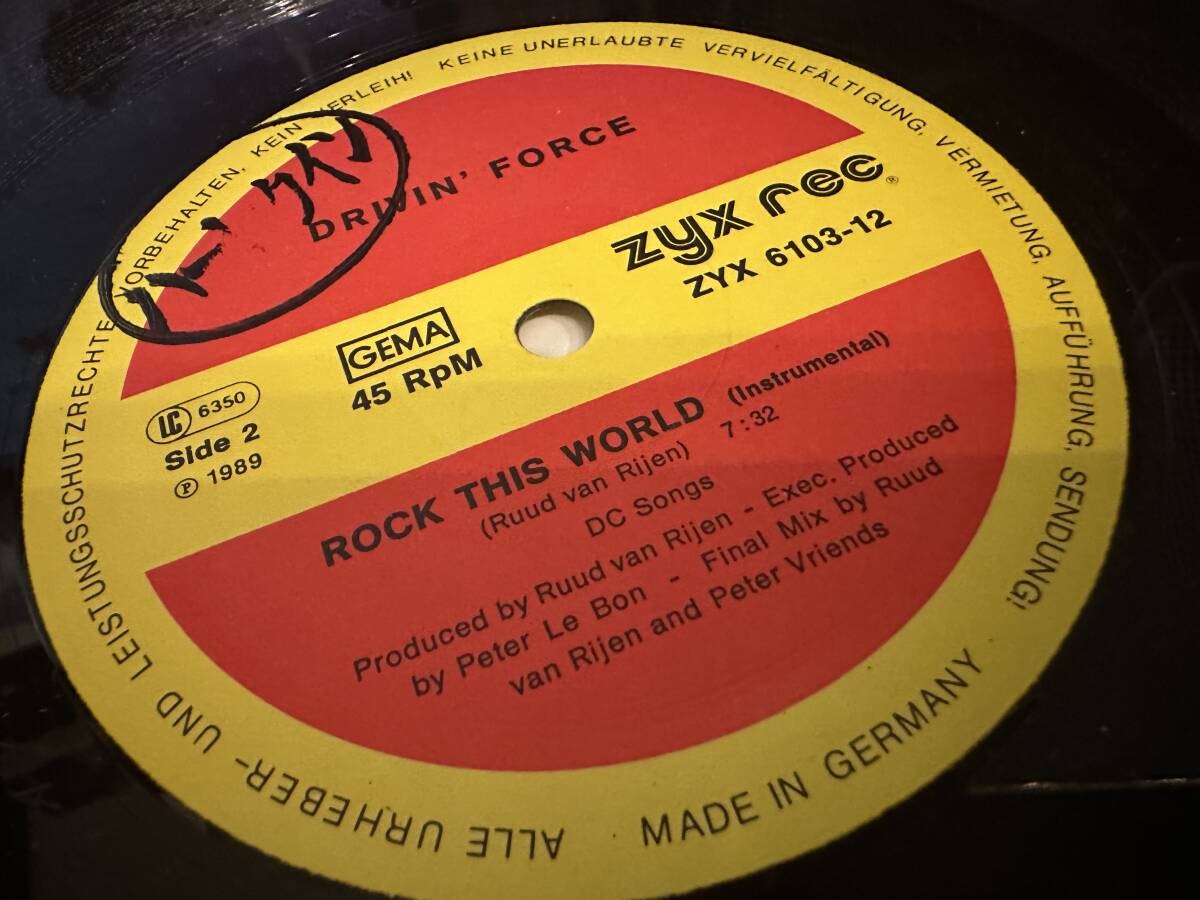 ALLE URHEBER- UND LEISTUNGSSCHUTZRECHTE VORBEHALTEN, KEIN VERLEIH! KEINE UNERLAUBTE VERVIELFÄLTIGUNG, VERMIETUNG, AUFFÜHRUNG, SENDUNG!
DRIVIN' FORCE
zyx rec®
ZYX 6103-12
GEMA
45 RpM
LC 6350
Side 2
℗ 1989
ROCK THIS WORLD (Instrumental)
(Ruud van Rijen) 7:32
DC Songs
Produced by Ruud van Rijen - Exec. Produced
by Peter Le Bon - Final Mix by Ruud
van Rijen and Peter Vriends
MADE IN GERMANY